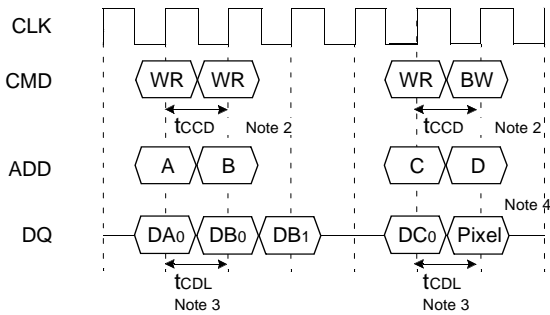 CLK
CMD WR WR WR BW
tCCD Note 2 tCCD Note 2
ADD A B C D
Note 4
DQ DA0 DB0 DB1 DC0 Pixel
tCDL tCDL
Note 3 Note 3